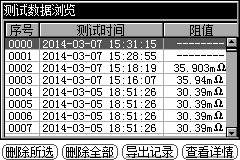 测试数据浏览
序号 测试时间 阻值
0000 2014-03-07 15:31:15 --------
0001 2014-03-07 15:28:55 --------
0002 2014-03-07 15:18:19 35.903mΩ
0003 2014-03-07 15:16:07 35.94mΩ
0004 2014-03-05 18:51:26 30.39mΩ
0005 2014-03-05 18:51:26 30.39mΩ
0006 2014-03-05 18:51:26 30.39mΩ
0007 2014-03-05 18:51:26 30.39mΩ
删除所选 删除全部 导出记录 查看详情